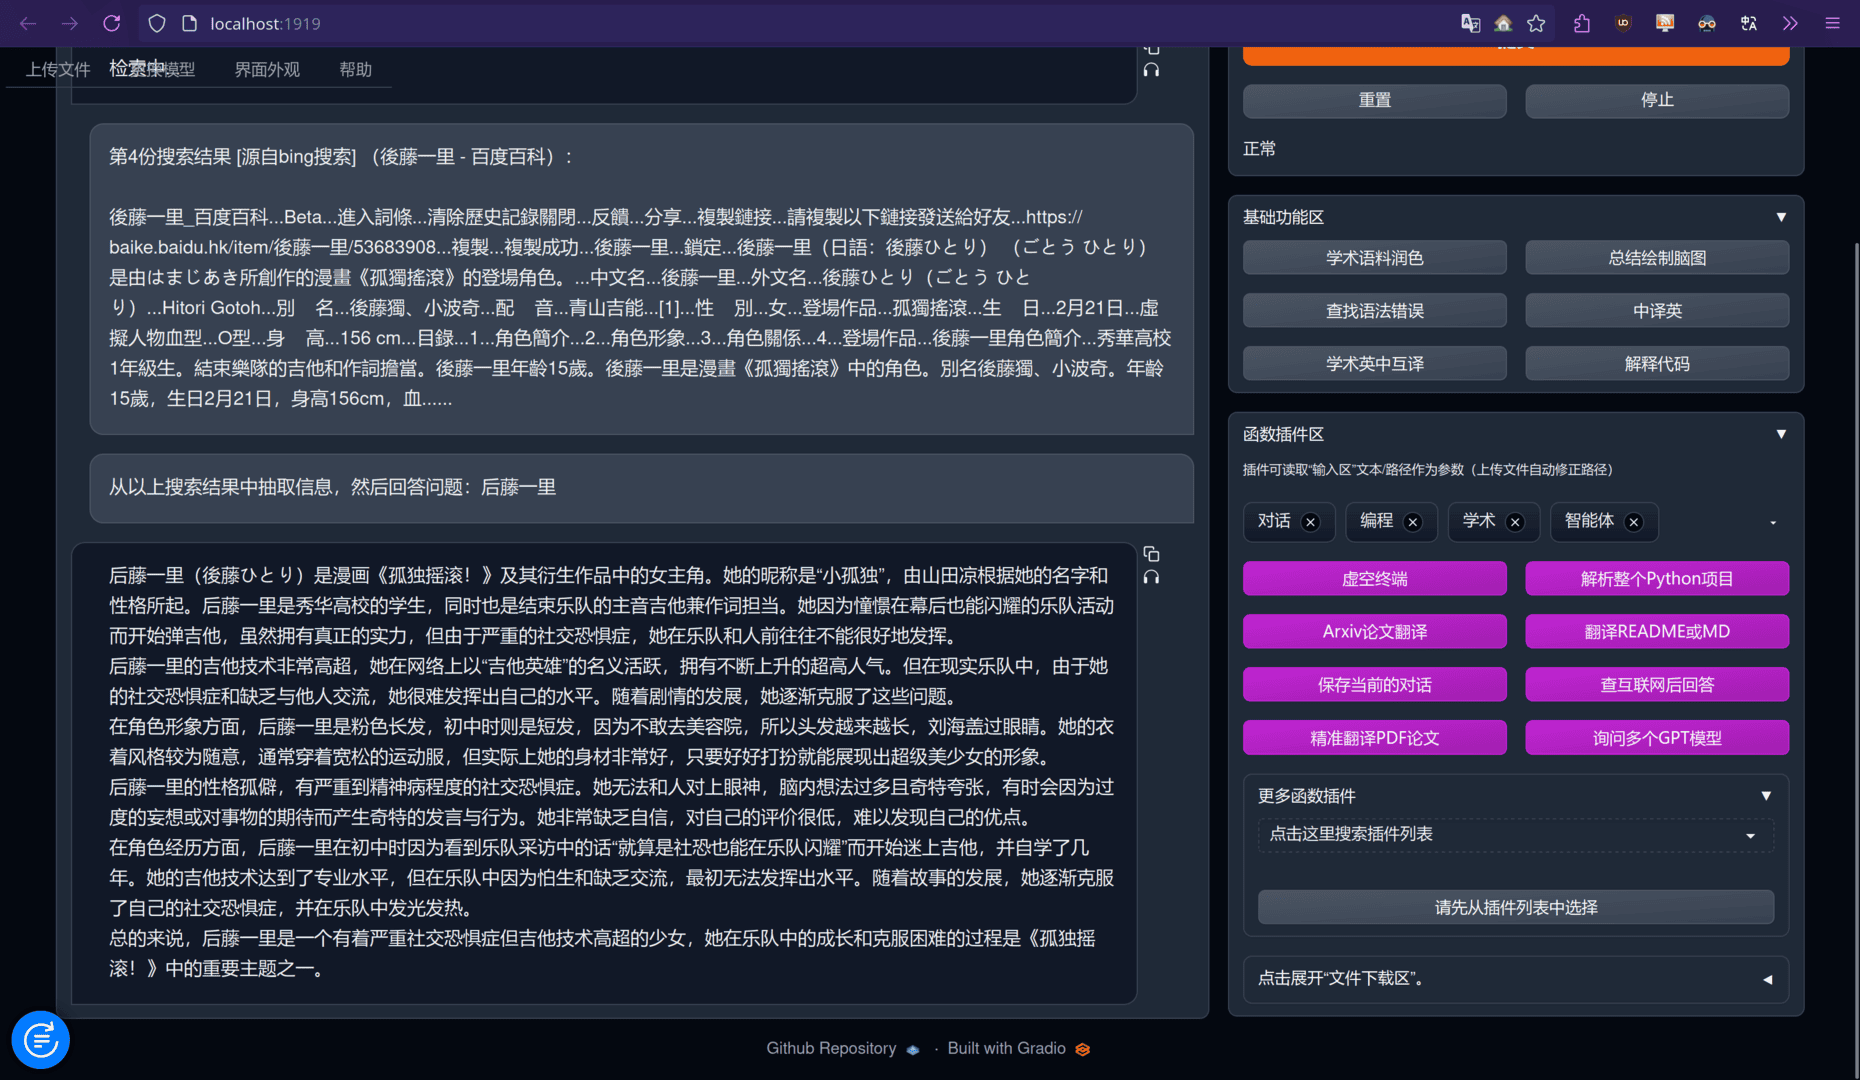 localhost:1919
上传文件
检索中
更换模型
界面外观
帮助
第4份搜索结果 [源自bing搜索] （後藤一里 - 百度百科）:
後藤一里_百度百科...Beta...進入詞條...清除歷史記錄關閉...反饋...分享...複製鏈接...請複製以下鏈接發送給好友...https://
baike.baidu.hk/item/後藤一里/53683908...複製...複製成功...後藤一里...鎖定...後藤一里（日語：後藤ひとり）（ごとう ひとり）
是由はまじあき所創作的漫畫《孤獨搖滾》的登場角色。...中文名...後藤一里...外文名...後藤ひとり（ごとう ひと
り）...Hitori Gotoh...別　名...後藤獨、小波奇...配　音...青山吉能...[1]...性　別...女...登場作品...孤獨搖滾...生　日...2月21日...虛
擬人物血型...O型...身　高...156 cm...目錄...1...角色簡介...2...角色形象...3...角色關係...4...登場作品...後藤一里角色簡介...秀華高校
1年級生。結束樂隊的吉他和作詞擔當。後藤一里年齡15歲。後藤一里是漫畫《孤獨搖滾》中的角色。別名後藤獨、小波奇。年齡
15歲，生日2月21日，身高156cm，血......
从以上搜索结果中抽取信息，然后回答问题：后藤一里
后藤一里（後藤ひとり）是漫画《孤独摇滚！》及其衍生作品中的女主角。她的昵称是“小孤独”，由山田凉根据她的名字和
性格所起。后藤一里是秀华高校的学生，同时也是结束乐队的主音吉他兼作词担当。她因为憧憬在幕后也能闪耀的乐队活动
而开始弹吉他，虽然拥有真正的实力，但由于严重的社交恐惧症，她在乐队和人前往往不能很好地发挥。
后藤一里的吉他技术非常高超，她在网络上以“吉他英雄”的名义活跃，拥有不断上升的超高人气。但在现实乐队中，由于她
的社交恐惧症和缺乏与他人交流，她很难发挥出自己的水平。随着剧情的发展，她逐渐克服了这些问题。
在角色形象方面，后藤一里是粉色长发，初中时则是短发，因为不敢去美容院，所以头发越来越长，刘海盖过眼睛。她的衣
着风格较为随意，通常穿着宽松的运动服，但实际上她的身材非常好，只要好好打扮就能展现出超级美少女的形象。
后藤一里的性格孤僻，有严重到精神病程度的社交恐惧症。她无法和人对上眼神，脑内想法过多且奇特夸张，有时会因为过
度的妄想或对事物的期待而产生奇特的发言与行为。她非常缺乏自信，对自己的评价很低，难以发现自己的优点。
在角色经历方面，后藤一里在初中时因为看到乐队采访中的话“就算是社恐也能在乐队闪耀”而开始迷上吉他，并自学了几
年。她的吉他技术达到了专业水平，但在乐队中因为怕生和缺乏交流，最初无法发挥出水平。随着故事的发展，她逐渐克服
了自己的社交恐惧症，并在乐队中发光发热。
总的来说，后藤一里是一个有着严重社交恐惧症但吉他技术高超的少女，她在乐队中的成长和克服困难的过程是《孤独摇
滚！》中的重要主题之一。
重置
停止
正常
基础功能区
学术语料润色
总结绘制脑图
查找语法错误
中译英
学术英中互译
解释代码
函数插件区
插件可读取“输入区”文本/路径作为参数（上传文件自动修正路径）
对话
编程
学术
智能体
虚空终端
解析整个Python项目
Arxiv论文翻译
翻译README或MD
保存当前的对话
查互联网后回答
精准翻译PDF论文
询问多个GPT模型
更多函数插件
点击这里搜索插件列表
请先从插件列表中选择
点击展开“文件下载区”。
Github Repository · Built with Gradio